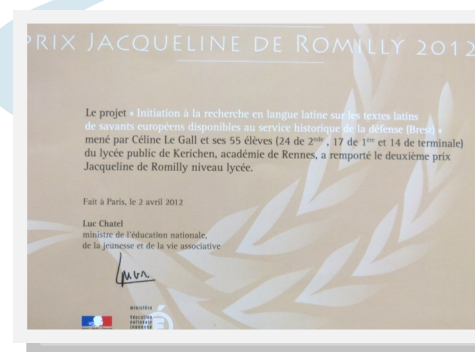 PRIX JACQUELINE DE ROMILLY 2012
Le projet « Initiation à la recherche en langue latine sur les textes latins
de savants européens disponibles au service historique de la défense (Brest) »
mené par Céline Le Gall et ses 55 élèves (24 de 2nde, 17 de 1ère et 14 de terminale)
du lycée public de Kerichen, académie de Rennes, a remporté le deuxième prix
Jacqueline de Romilly niveau lycée.
Fait à Paris, le 2 avril 2012
Luc Chatel
ministre de l'éducation nationale,
de la jeunesse et de la vie associative
ministère
éducation
nationale
jeunesse